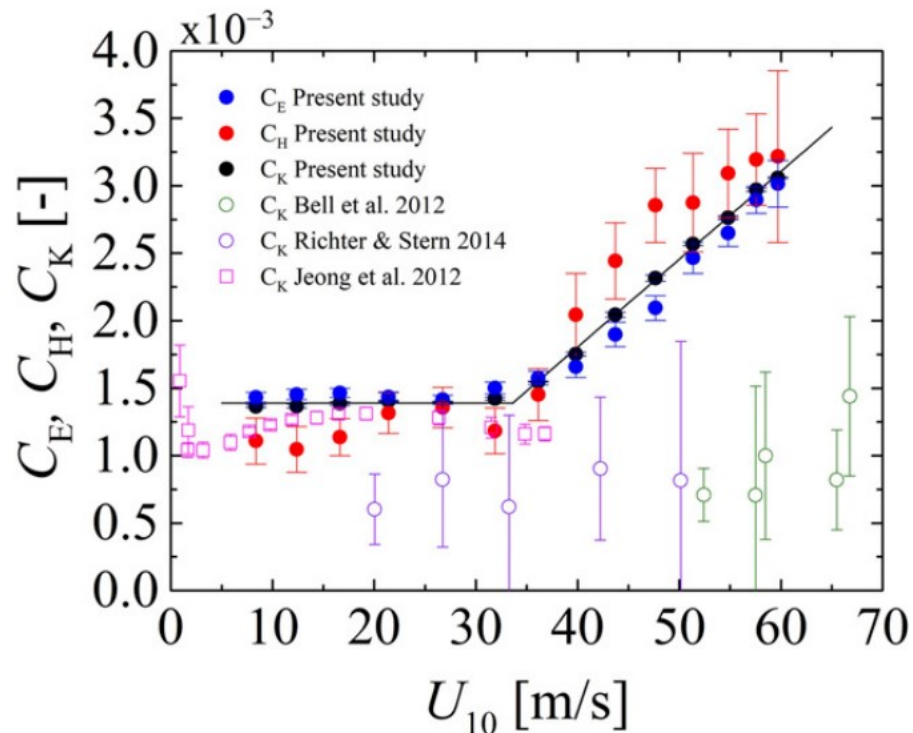 x10⁻³
4.0
3.5
3.0
2.5
2.0
1.5
1.0
0.5
0.0
C_E, C_H, C_K [-]
C_E Present study
C_H Present study
C_K Present study
C_K Bell et al. 2012
C_K Richter & Stern 2014
C_K Jeong et al. 2012
0 10 20 30 40 50 60 70
U₁₀ [m/s]